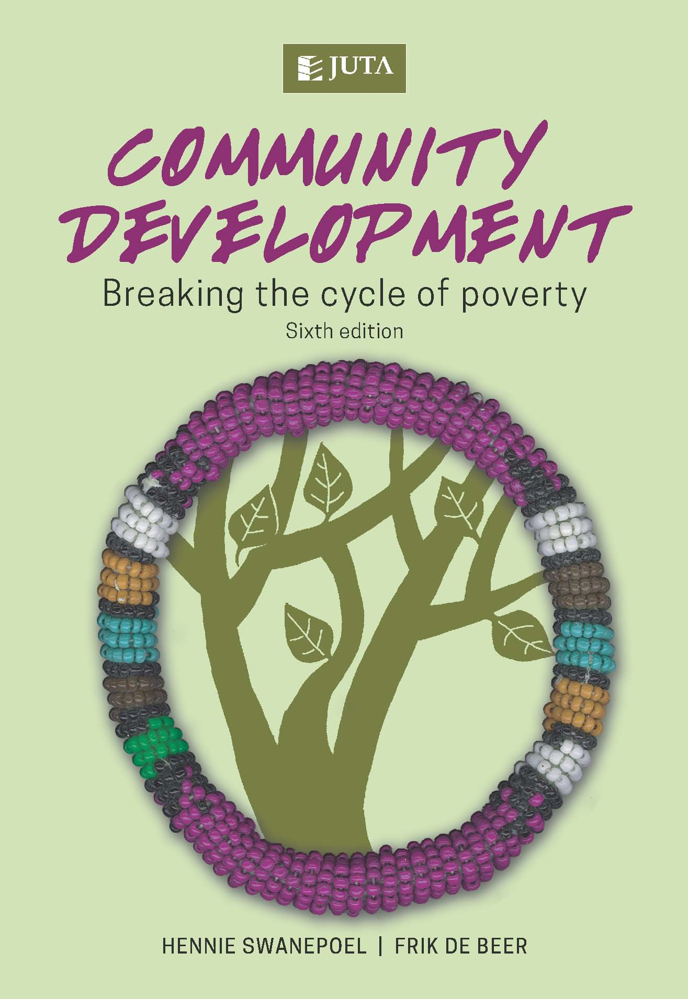 JUTA
COMMUNITY
DEVELOPMENT
Breaking the cycle of poverty
Sixth edition
HENNIE SWANEPOEL | FRIK DE BEER